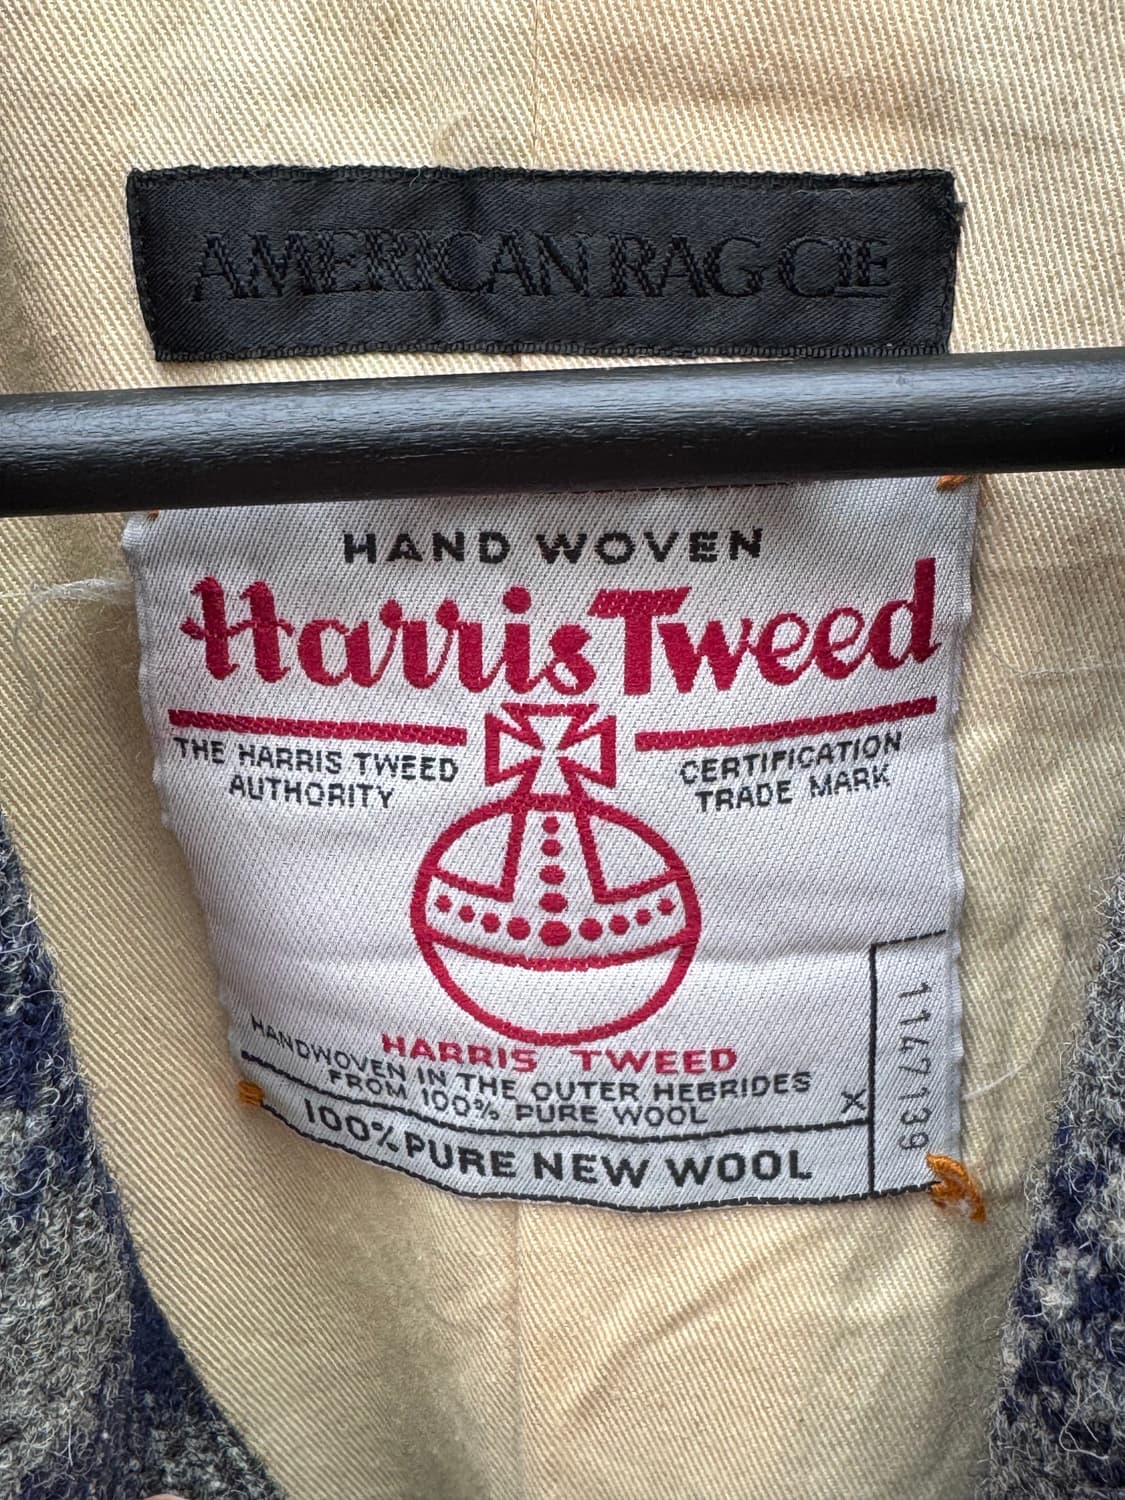 AMERICAN RAG CIE
HAND WOVEN
Harris Tweed
THE HARRIS TWEED
AUTHORITY
CERTIFICATION
TRADE MARK
HARRIS TWEED
HANDWOVEN IN THE OUTER HEBRIDES
FROM 100% PURE WOOL
X
100% PURE NEW WOOL
1147139